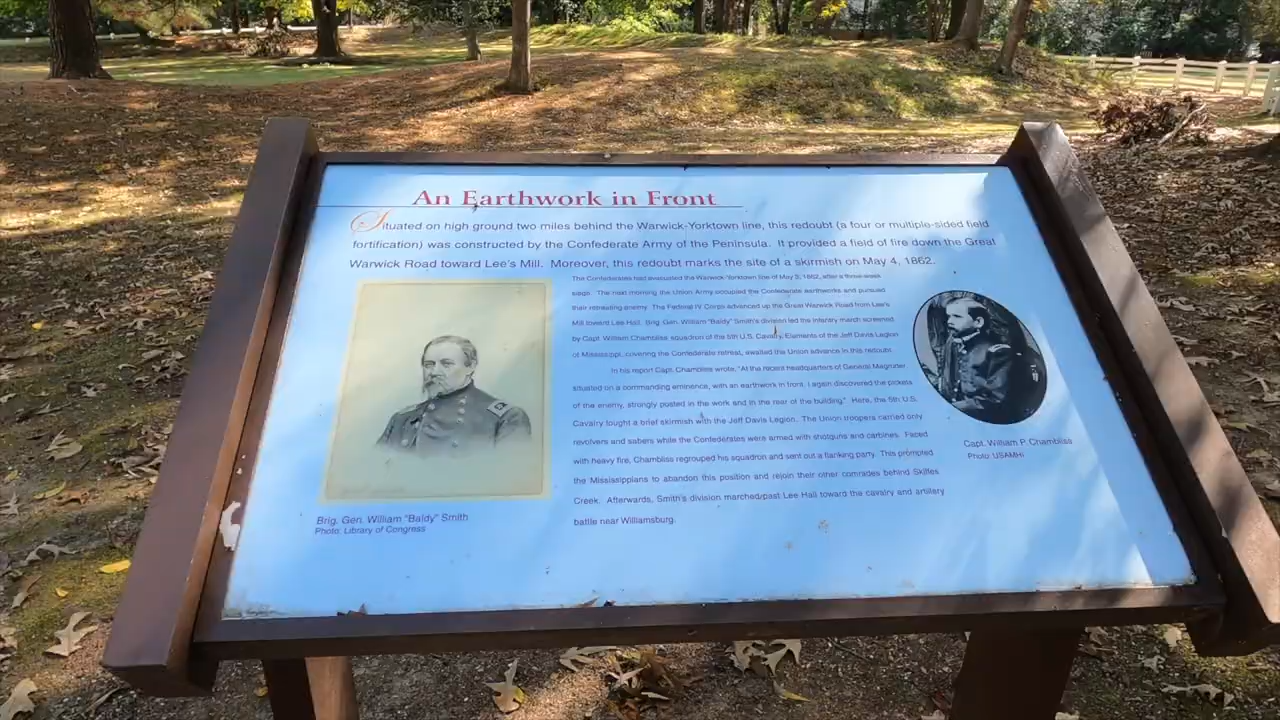 An Earthwork in Front
Situated on high ground two miles behind the Warwick-Yorktown line, this redoubt (a four or multiple-sided field
fortification) was constructed by the Confederate Army of the Peninsula. It provided a field of fire down the Great
Warwick Road toward Lee's Mill. Moreover, this redoubt marks the site of a skirmish on May 4, 1862.
The Confederates had evacuated the Warwick-Yorktown line of May 3, 1862, after a three-week
siege. The next morning the Union Army occupied the Confederate earthworks and pursued
their retreating enemy. The Federal IV Corps advanced up the Great Warwick Road from Lee's
Mill toward Lee Hall. Brig. Gen. William "Baldy" Smith's division led the infantry march screened
by Capt. William Chambliss squadron of the 5th U.S. Cavalry. Elements of the Jeff Davis Legion
of Mississippi, covering the Confederate retreat, awaited the Union advance in this redoubt.
In his report Capt. Chambliss wrote, "At the recent headquarters of General Magruder,
situated on a commanding eminence, with an earthwork in front, I again discovered the pickets
of the enemy, strongly posted in the work and in the rear of the building." Here, the 5th U.S.
Cavalry fought a brief skirmish with the Jeff Davis Legion. The Union troopers carried only
revolvers and sabers while the Confederates were armed with shotguns and carbines. Faced
with heavy fire, Chambliss regrouped his squadron and sent out a flanking party. This prompted
the Mississippians to abandon this position and rejoin their other comrades behind Skiffes
Creek. Afterwards, Smith's division marched past Lee Hall toward the cavalry and artillery
battle near Williamsburg.
Capt. William P. Chambliss
Photo: USAMHI
Brig. Gen. William "Baldy" Smith
Photo: Library of Congress